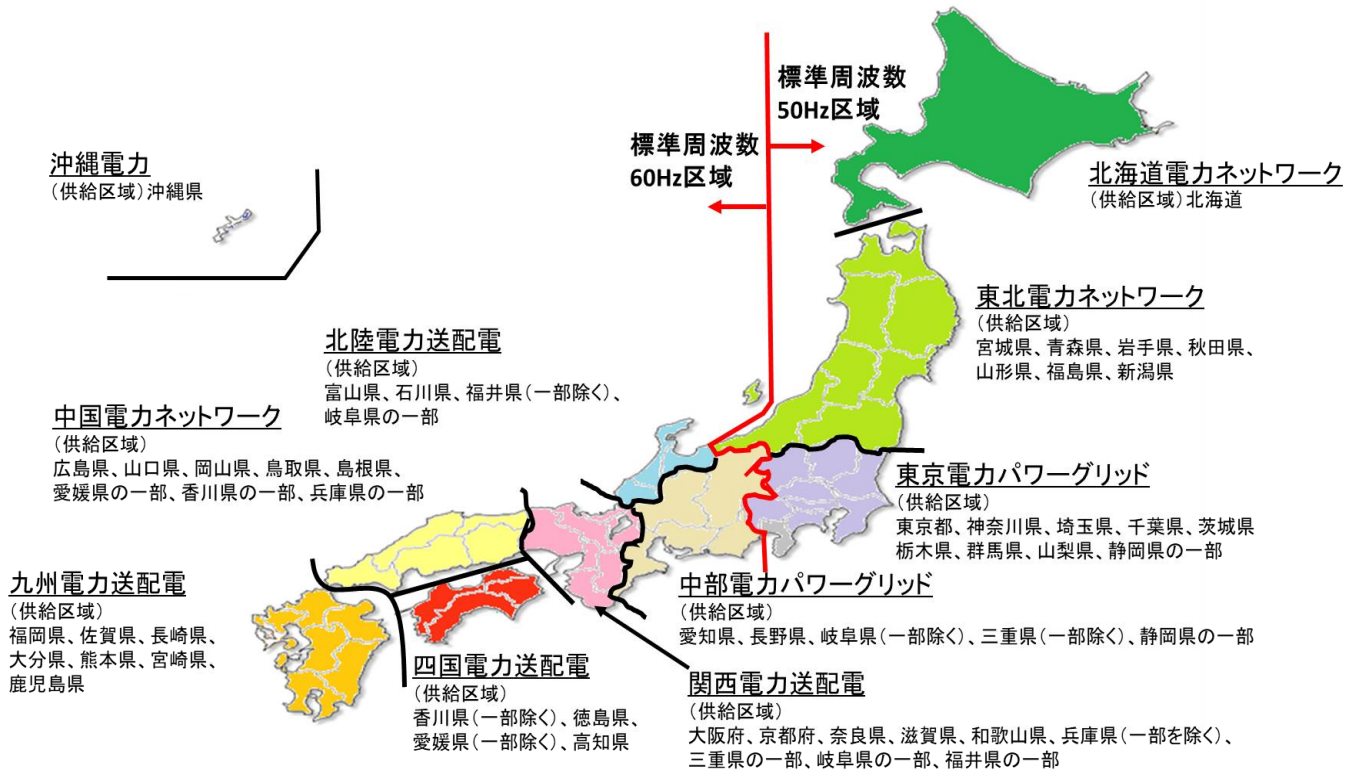 標準周波数
50Hz区域
標準周波数
60Hz区域
沖縄電力
(供給区域)沖縄県
北海道電力ネットワーク
(供給区域)北海道
東北電力ネットワーク
(供給区域)
宮城県、青森県、岩手県、秋田県、
山形県、福島県、新潟県
北陸電力送配電
(供給区域)
富山県、石川県、福井県(一部除く)、
岐阜県の一部
中国電力ネットワーク
(供給区域)
広島県、山口県、岡山県、鳥取県、島根県、
愛媛県の一部、香川県の一部、兵庫県の一部
東京電力パワーグリッド
(供給区域)
東京都、神奈川県、埼玉県、千葉県、茨城県
栃木県、群馬県、山梨県、静岡県の一部
九州電力送配電
(供給区域)
福岡県、佐賀県、長崎県、
大分県、熊本県、宮崎県、
鹿児島県
中部電力パワーグリッド
(供給区域)
愛知県、長野県、岐阜県(一部除く)、三重県(一部除く)、静岡県の一部
四国電力送配電
(供給区域)
香川県(一部除く)、徳島県、
愛媛県(一部除く)、高知県
関西電力送配電
(供給区域)
大阪府、京都府、奈良県、滋賀県、和歌山県、兵庫県(一部を除く)、
三重県の一部、岐阜県の一部、福井県の一部